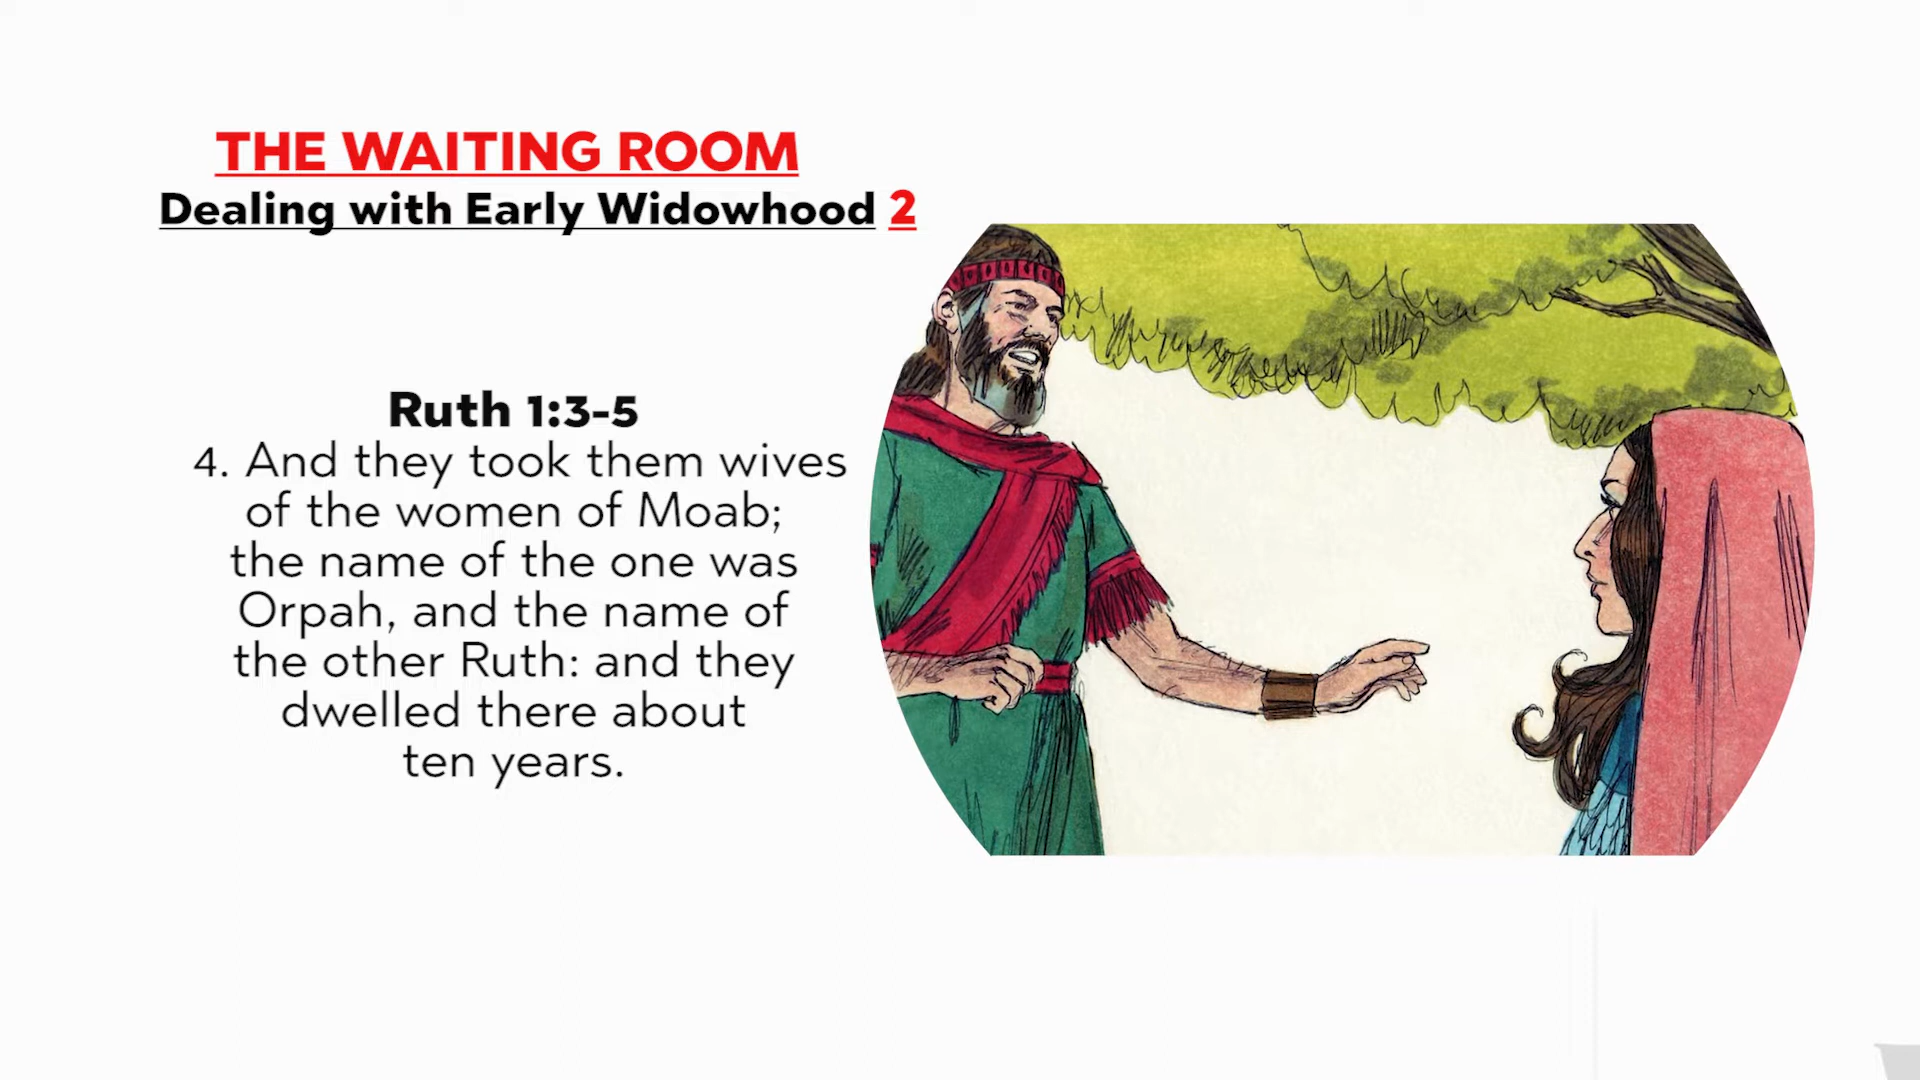 THE WAITING ROOM
Dealing with Early Widowhood 2
Ruth 1:3-5
4. And they took them wives
of the women of Moab;
the name of the one was
Orpah, and the name of
the other Ruth: and they
dwelled there about
ten years.